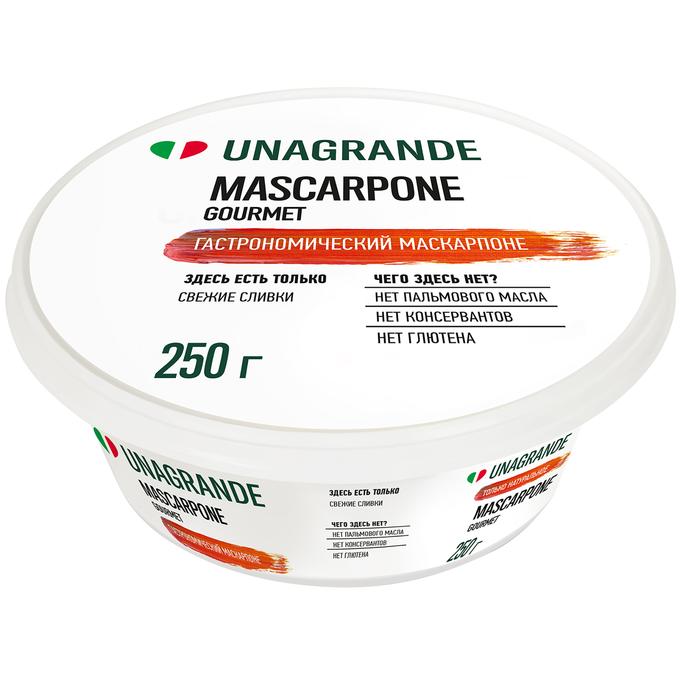 UNAGRANDE
MASCARPONE
GOURMET
ГАСТРОНОМИЧЕСКИЙ МАСКАРПОНЕ
ЗДЕСЬ ЕСТЬ ТОЛЬКО
СВЕЖИЕ СЛИВКИ
ЧЕГО ЗДЕСЬ НЕТ?
НЕТ ПАЛЬМОВОГО МАСЛА
НЕТ КОНСЕРВАНТОВ
НЕТ ГЛЮТЕНА
250 г
UNAGRANDE
MASCARPONE
GOURMET
ГАСТРОНОМИЧЕСКИЙ МАСКАРПОНЕ
ЗДЕСЬ ЕСТЬ ТОЛЬКО
СВЕЖИЕ СЛИВКИ
ЧЕГО ЗДЕСЬ НЕТ?
НЕТ ПАЛЬМОВОГО МАСЛА
НЕТ КОНСЕРВАНТОВ
НЕТ ГЛЮТЕНА
UNAGRANDE
ТОЛЬКО НАТУРАЛЬНОЕ
MASCARPONE
GOURMET
250 г